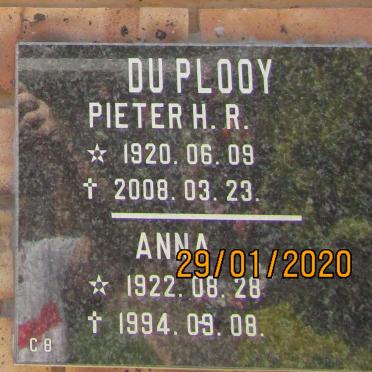 DU PLOOY
PIETER H. R.
☆ 1920. 06. 09
✝ 2008. 03. 23.
ANNA
29/01/2020
☆ 1922. 08. 28
✝ 1994. 09. 08.
C 8